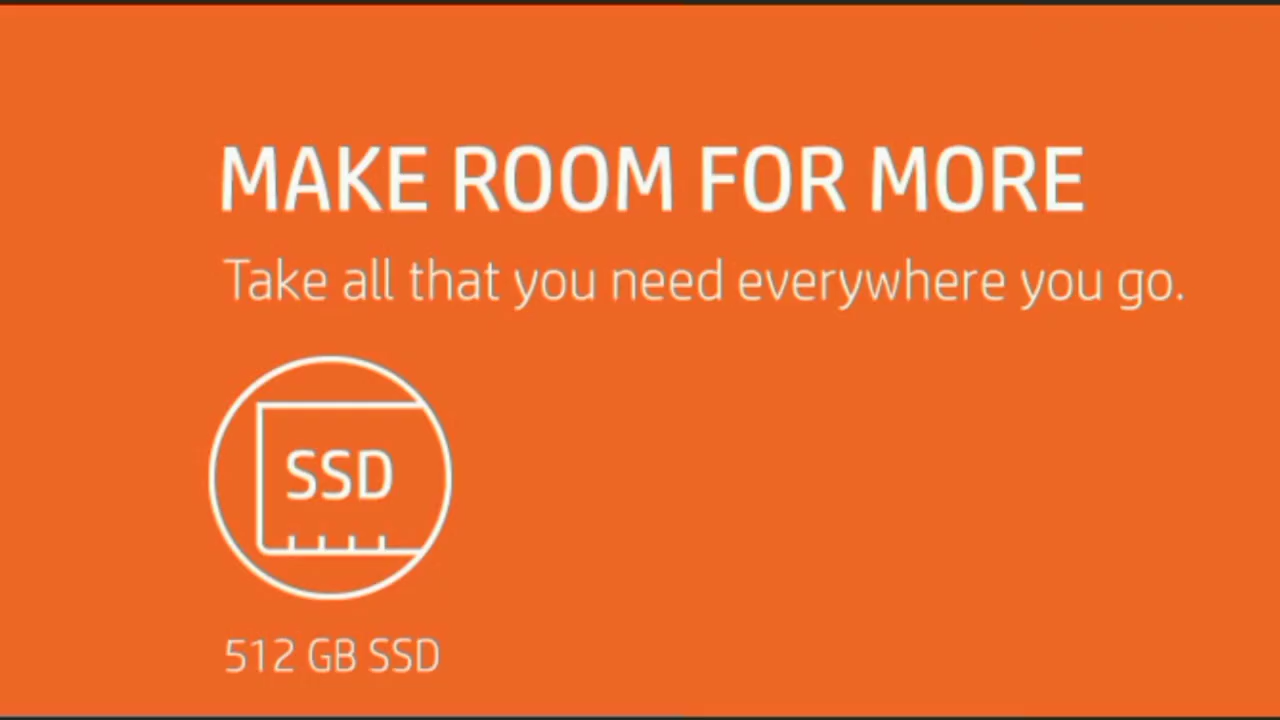 MAKE ROOM FOR MORE
Take all that you need everywhere you go.
SSD
512 GB SSD